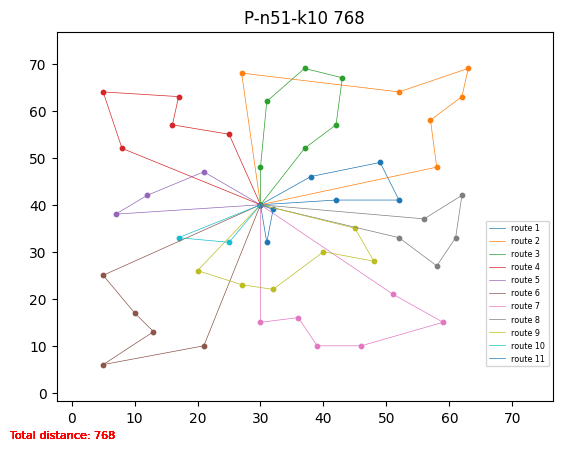 P-n51-k10 768
70
60
50
40
30
20
10
0
0 10 20 30 40 50 60 70
route 1
route 2
route 3
route 4
route 5
route 6
route 7
route 8
route 9
route 10
route 11
Total distance: 768